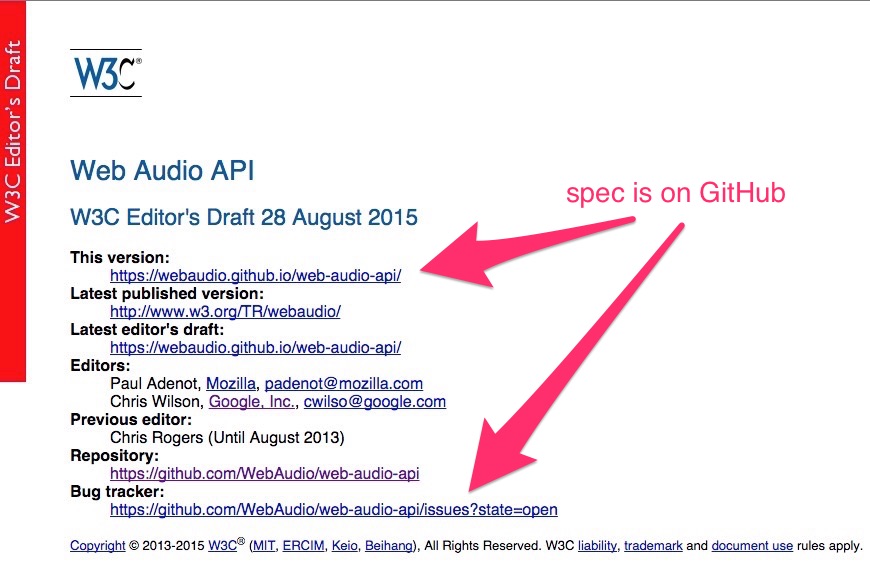 W3C Editor's Draft
W3C®
Web Audio API
spec is on GitHub
W3C Editor's Draft 28 August 2015
This version:
https://webaudio.github.io/web-audio-api/
Latest published version:
http://www.w3.org/TR/webaudio/
Latest editor's draft:
https://webaudio.github.io/web-audio-api/
Editors:
Paul Adenot, Mozilla, padenot@mozilla.com
Chris Wilson, Google, Inc., cwilso@google.com
Previous editor:
Chris Rogers (Until August 2013)
Repository:
https://github.com/WebAudio/web-audio-api
Bug tracker:
https://github.com/WebAudio/web-audio-api/issues?state=open
Copyright © 2013-2015 W3C® (MIT, ERCIM, Keio, Beihang), All Rights Reserved. W3C liability, trademark and document use rules apply.